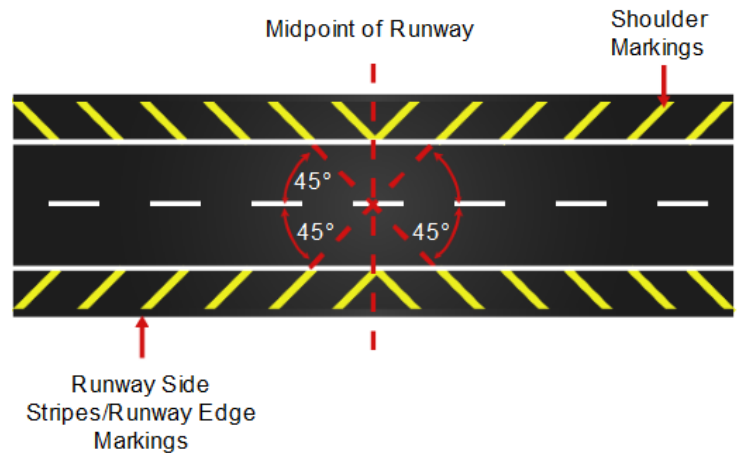 Midpoint of Runway
Shoulder
Markings
45°
45°
45°
Runway Side
Stripes/Runway Edge
Markings